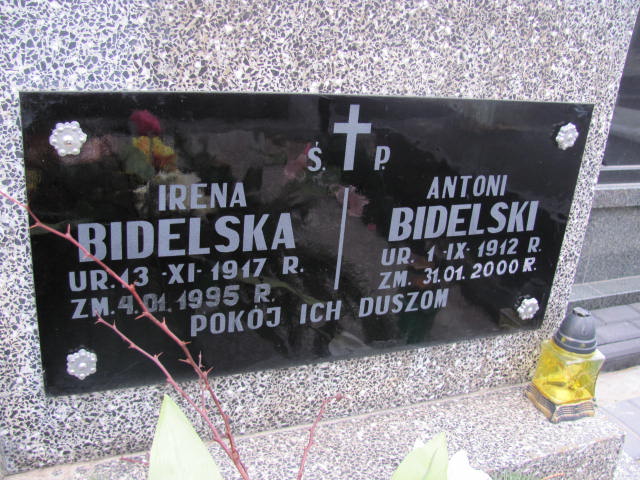 Ś. P.
IRENA
BIDELSKA
UR. 13 -XI- 1917 R.
ZM. 4.01.1995 R.
ANTONI
BIDELSKI
UR. 1 -IX- 1912 R.
ZM. 31.01.2000 R.
POKÓJ ICH DUSZOM